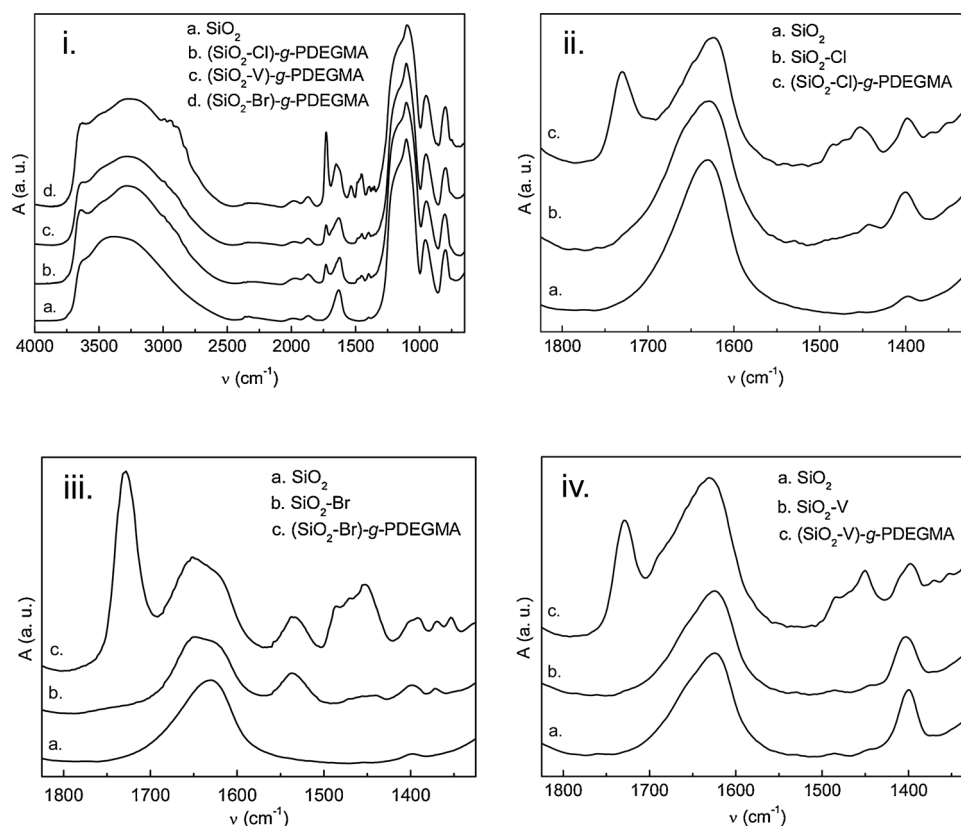 i.
a. SiO₂
b. (SiO₂-Cl)-g-PDEGMA
c. (SiO₂-V)-g-PDEGMA
d. (SiO₂-Br)-g-PDEGMA
A (a. u.)
d.
c.
b.
a.
4000 3500 3000 2500 2000 1500 1000
ν (cm⁻¹)
ii.
a. SiO₂
b. SiO₂-Cl
c. (SiO₂-Cl)-g-PDEGMA
A (a. u.)
c.
b.
a.
1800 1700 1600 1500 1400
ν (cm⁻¹)
iii.
a. SiO₂
b. SiO₂-Br
c. (SiO₂-Br)-g-PDEGMA
A (a. u.)
c.
b.
a.
1800 1700 1600 1500 1400
ν (cm⁻¹)
iv.
a. SiO₂
b. SiO₂-V
c. (SiO₂-V)-g-PDEGMA
A (a. u.)
c.
b.
a.
1800 1700 1600 1500 1400
ν (cm⁻¹)